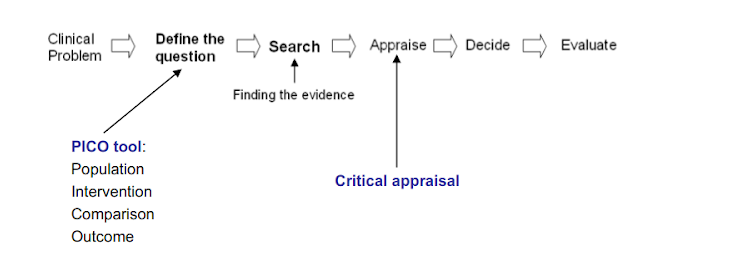 Clinical Problem
Define the question
Search
Appraise
Decide
Evaluate
Finding the evidence
PICO tool:
Population
Intervention
Comparison
Outcome
Critical appraisal